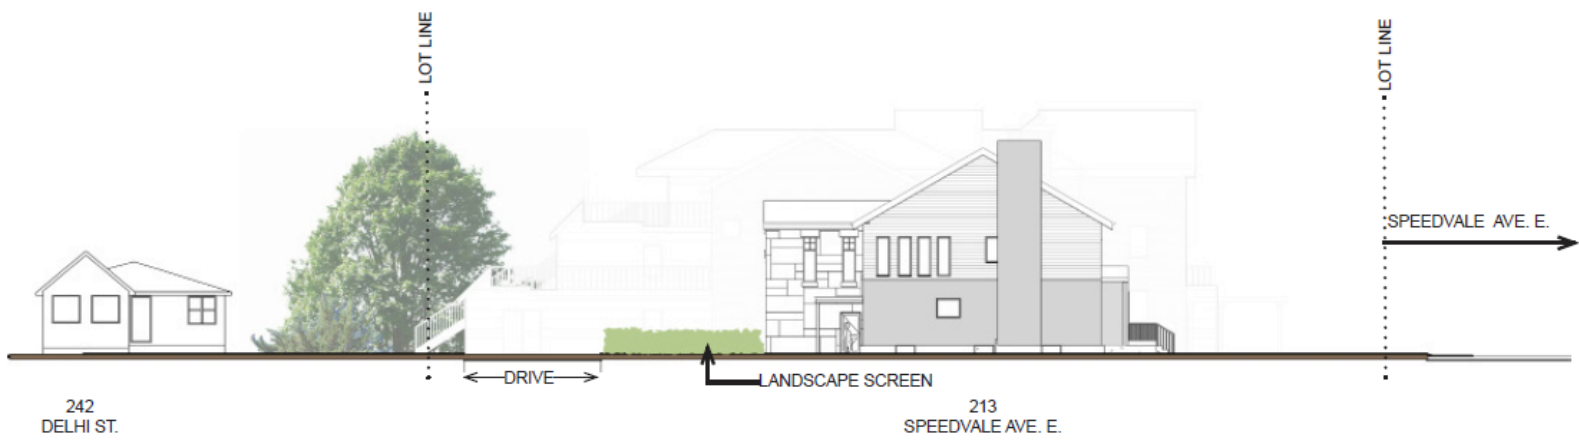 LOT LINE
LOT LINE
SPEEDVALE AVE. E.
DRIVE
LANDSCAPE SCREEN
242
DELHI ST.
213
SPEEDVALE AVE. E.